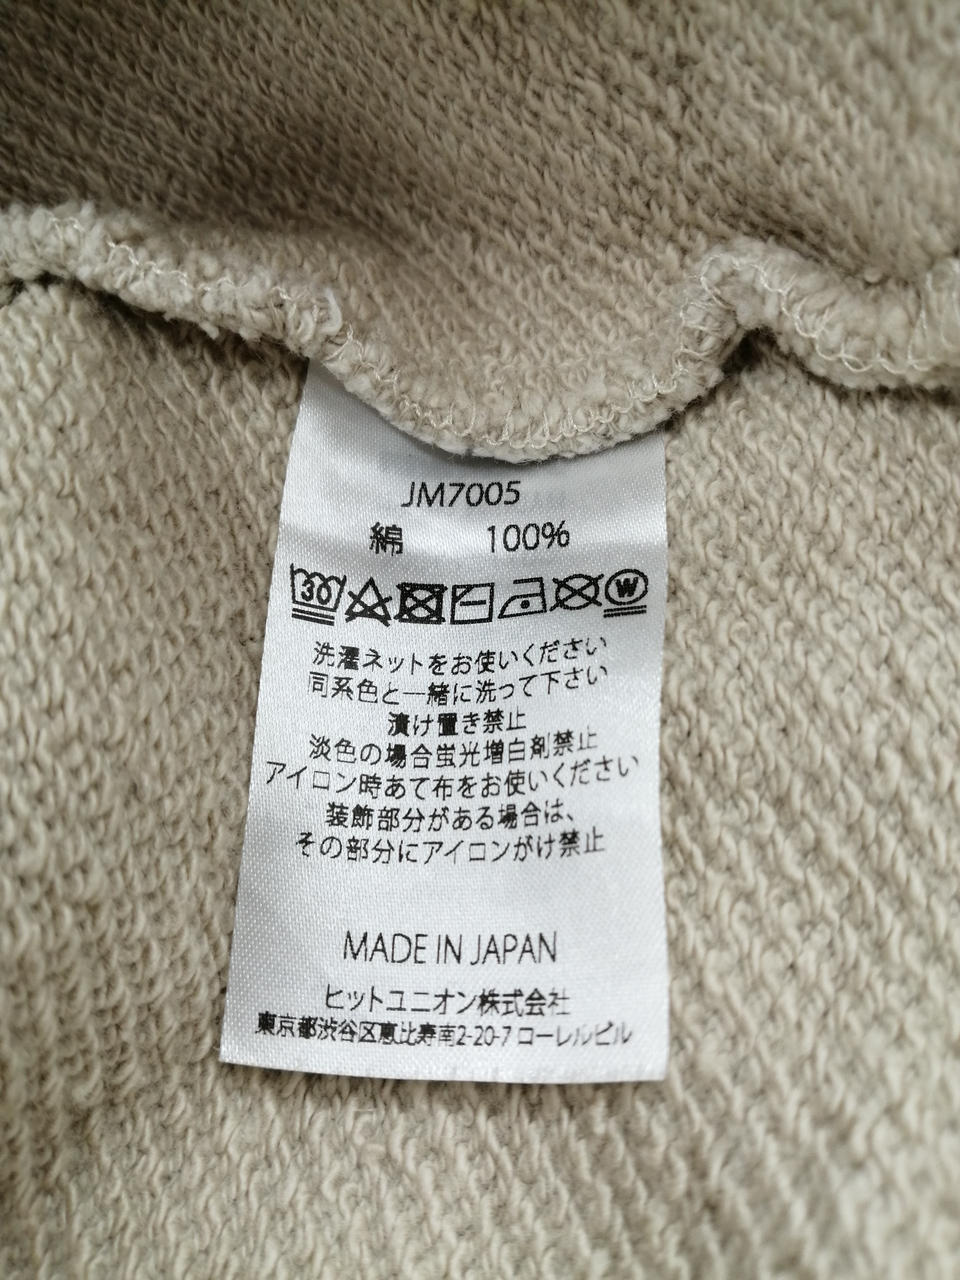 JM7005
綿 100%
30 W
洗濯ネットをお使いください
同系色と一緒に洗って下さい
漬け置き禁止
淡色の場合蛍光増白剤禁止
アイロン時あて布をお使いください
装飾部分がある場合は、
その部分にアイロンがけ禁止
MADE IN JAPAN
ヒットユニオン株式会社
東京都渋谷区恵比寿南2-20-7 ローレルビル